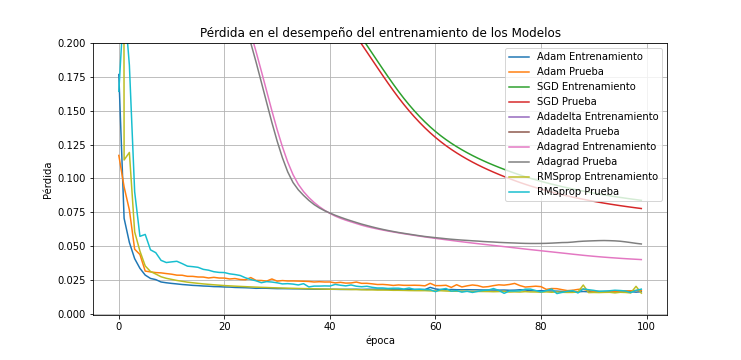 Pérdida en el desempeño del entrenamiento de los Modelos
0.200
0.175
0.150
0.125
0.100
0.075
0.050
0.025
0.000
Pérdida
Adam Entrenamiento
Adam Prueba
SGD Entrenamiento
SGD Prueba
Adadelta Entrenamiento
Adadelta Prueba
Adagrad Entrenamiento
Adagrad Prueba
RMSprop Entrenamiento
RMSprop Prueba
0 20 40 60 80 100
época